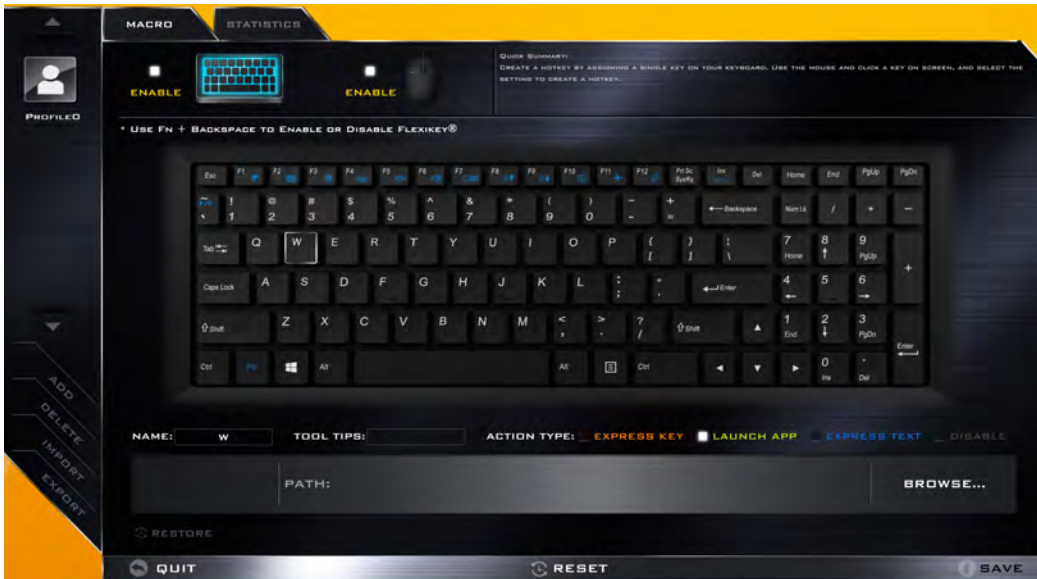 MACRO STATISTICS
ENABLE ENABLE
QUICK SUMMARY:
CREATE A HOTKEY BY ASSIGNING A SINGLE KEY ON YOUR KEYBOARD. USE THE MOUSE AND CLICK A KEY ON SCREEN, AND SELECT THE
SETTING TO CREATE A HOTKEY.
PROFILE0
* USE FN + BACKSPACE TO ENABLE OR DISABLE FLEXIKEY®
Esc F1 F2 F3 F4 F5 F6 F7 F8 F9 F10 F11 F12 Prt Sc Ins Del Home End PgUp PgDn
SysRq
~ ! @ # $ % ^ & * ( ) _ +
` 1 2 3 4 5 6 7 8 9 0 - = ←Backspace Num Lk / * −
Tab Q W E R T Y U I O P { } | 7 8 9
[ ] \ Home ↑ PgUp
Caps Lock A S D F G H J K L : " ←Enter 4 5 6 +
; ' ← →
⇧ Shift Z X C V B N M < > ? ⇧ Shift ▲ 1 2 3
, . / End ↓ PgDn
Ctrl Fn Alt Alt Ctrl ◄ ▼ ► 0 . Enter
Ins Del
ADD
DELETE
IMPORT
EXPORT
NAME: W TOOL TIPS: ACTION TYPE: EXPRESS KEY LAUNCH APP EXPRESS TEXT DISABLE
PATH: BROWSE...
RESTORE
QUIT RESET SAVE